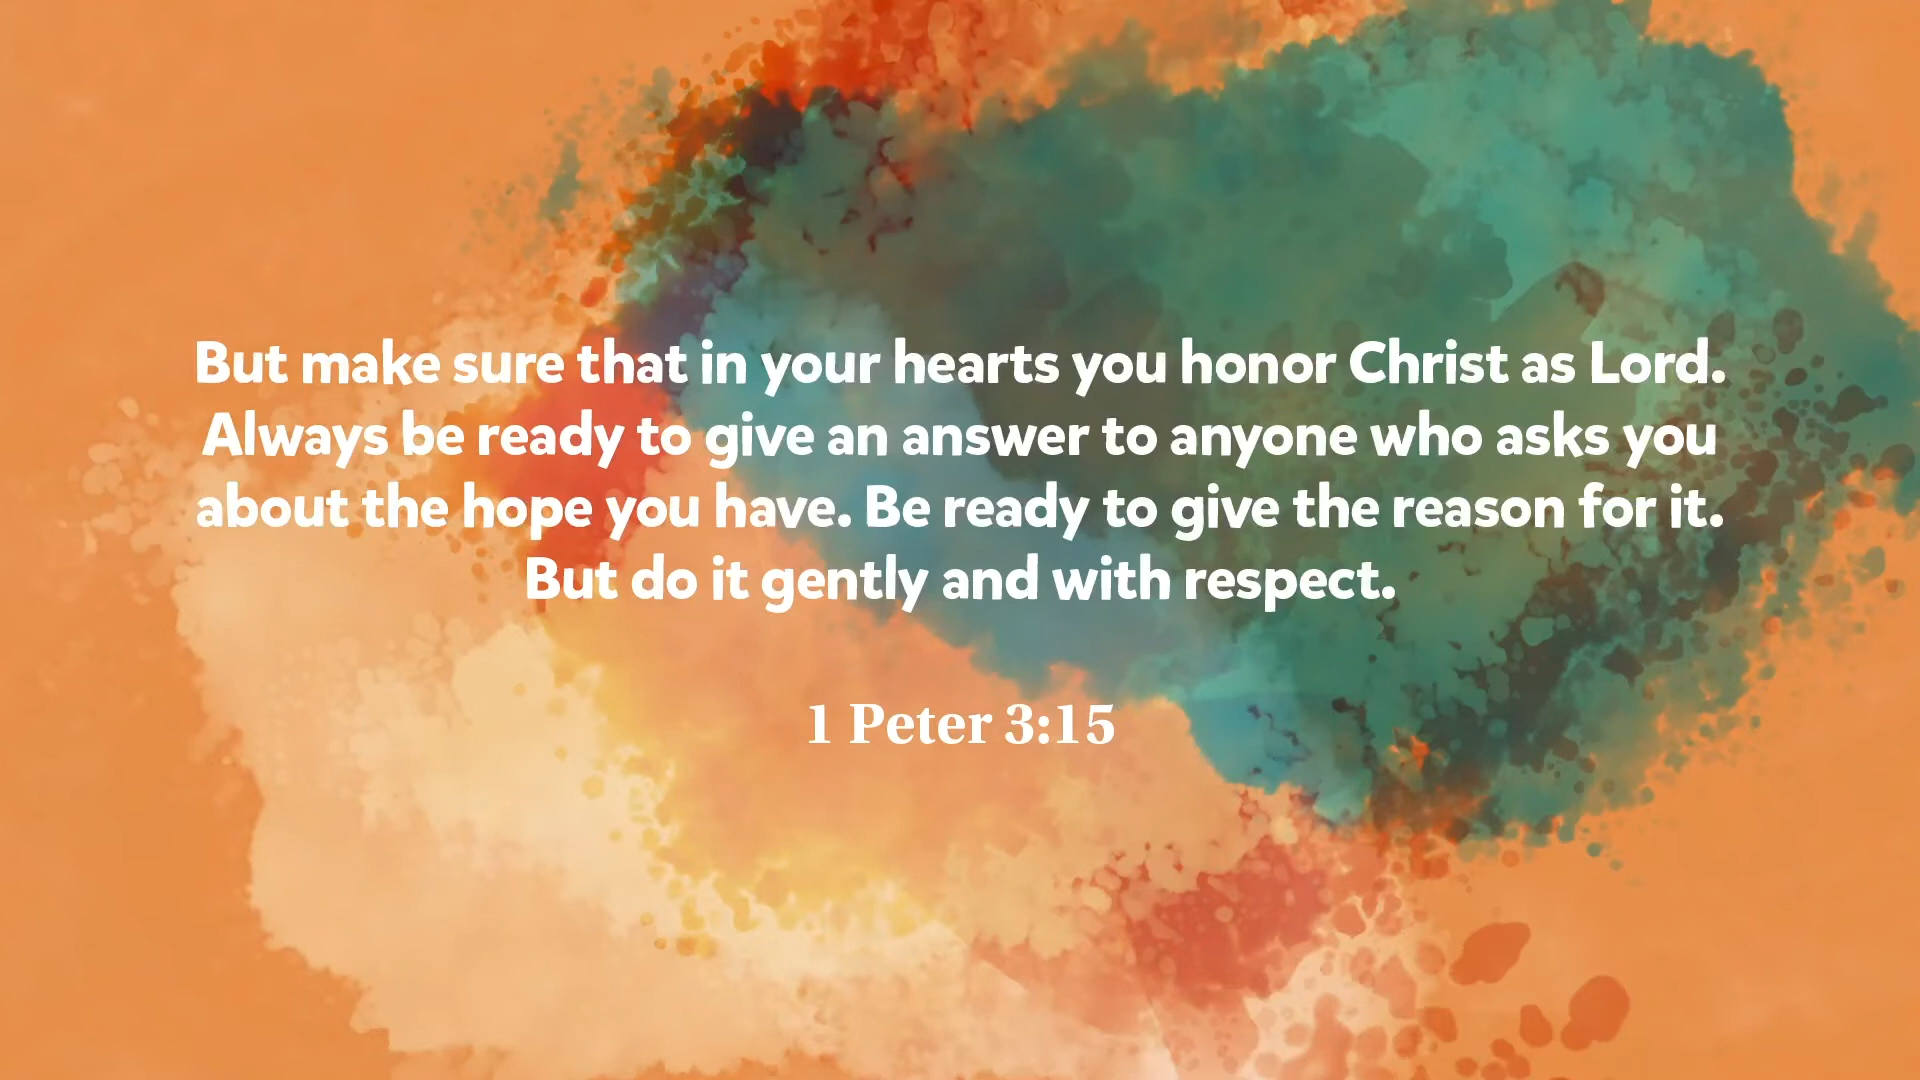 But make sure that in your hearts you honor Christ as Lord.
Always be ready to give an answer to anyone who asks you
about the hope you have. Be ready to give the reason for it.
But do it gently and with respect.
1 Peter 3:15